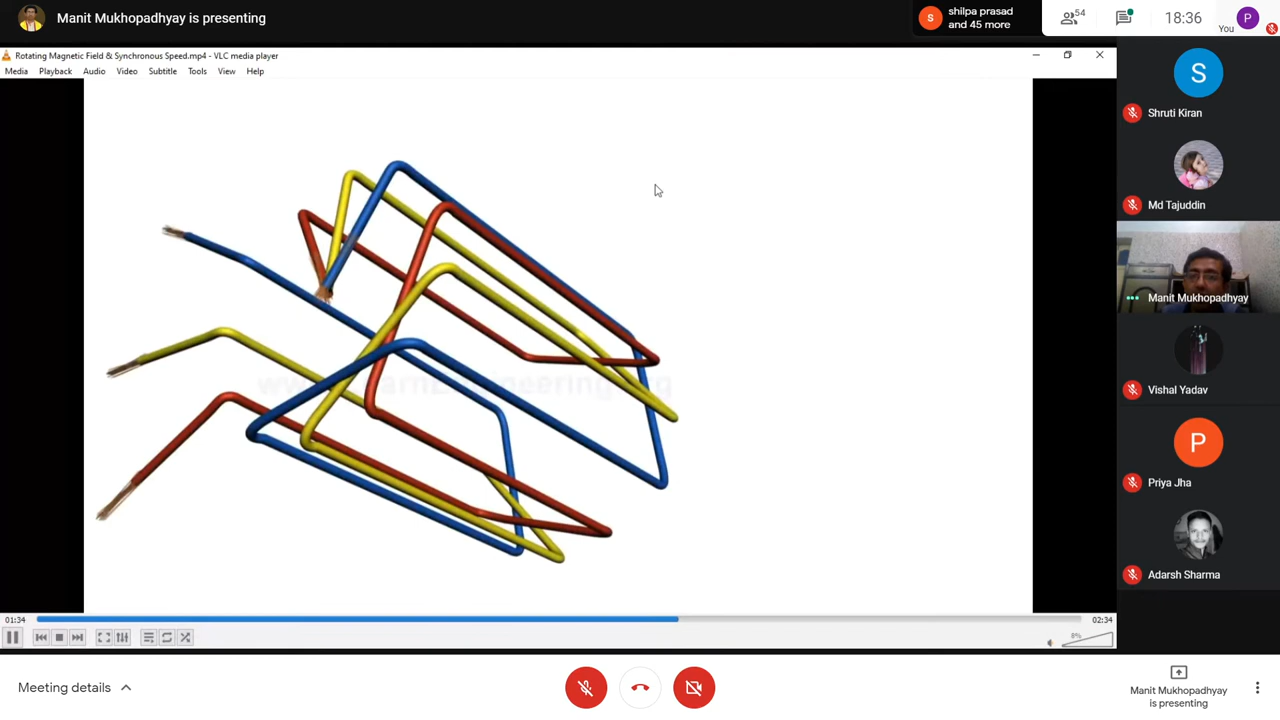 Manit Mukhopadhyay is presenting
shilpa prasad
and 45 more
54
18:36
You
P
S
Rotating Magnetic Field & Synchronous Speed.mp4 - VLC media player
Media Playback Audio Video Subtitle Tools View Help
S
Shruti Kiran
Md Tajuddin
Manit Mukhopadhyay
Vishal Yadav
P
Priya Jha
Adarsh Sharma
01:34
02:34
8%
Meeting details
Manit Mukhopadhyay
is presenting